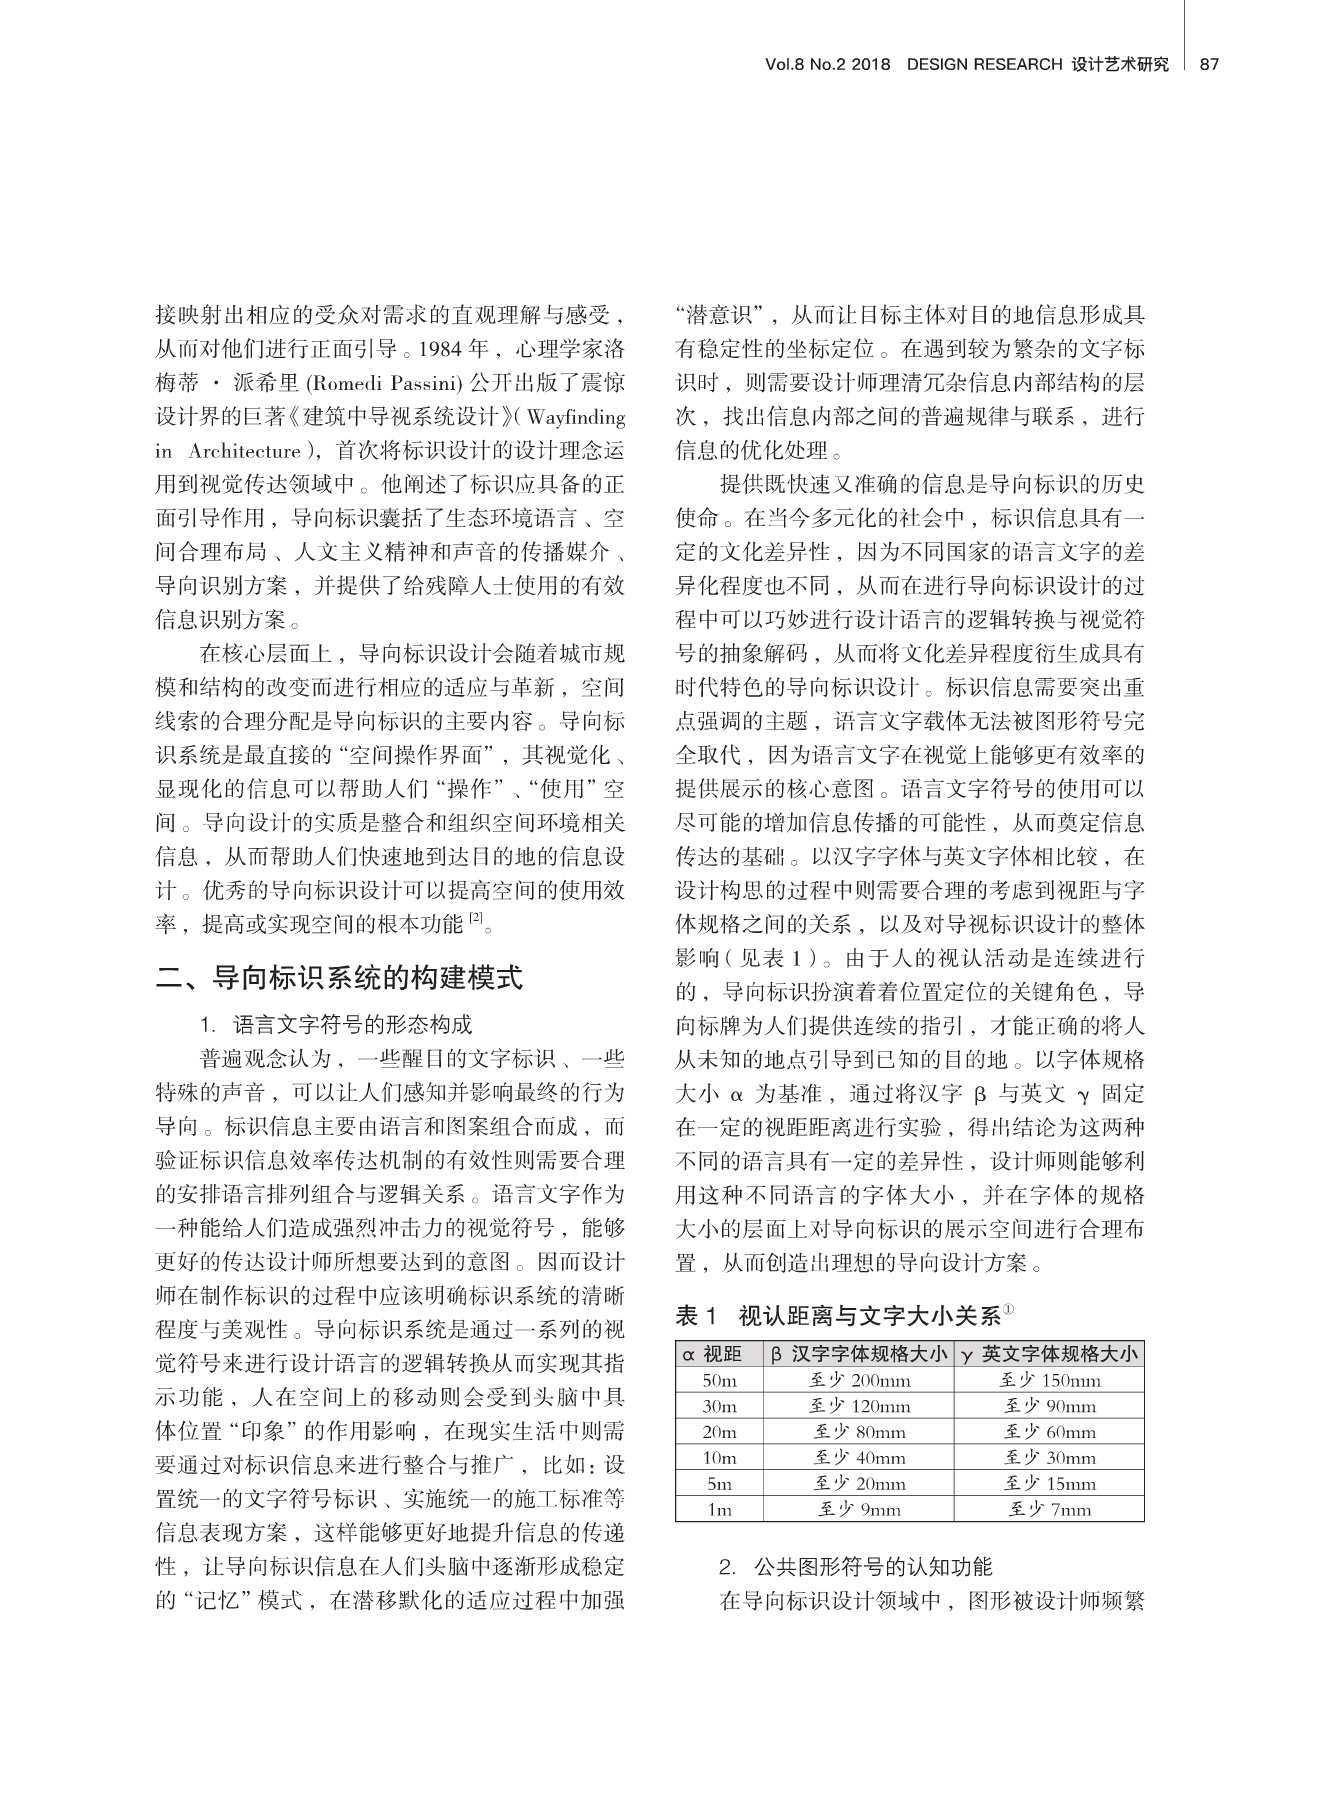 Vol.8 No.2 2018 DESIGN RESEARCH 设计艺术研究 87
接映射出相应的受众对需求的直观理解与感受，
从而对他们进行正面引导。1984 年，心理学家洛
梅蒂 · 派希里 (Romedi Passini) 公开出版了震惊
设计界的巨著《建筑中导视系统设计》（ Wayfinding
in Architecture ），首次将标识设计的设计理念运
用到视觉传达领域中。他阐述了标识应具备的正
面引导作用，导向标识囊括了生态环境语言、空
间合理布局、人文主义精神和声音的传播媒介、
导向识别方案，并提供了给残障人士使用的有效
信息识别方案。
在核心层面上，导向标识设计会随着城市规
模和结构的改变而进行相应的适应与革新，空间
线索的合理分配是导向标识的主要内容。导向标
识系统是最直接的“空间操作界面”，其视觉化、
显现化的信息可以帮助人们“操作”、“使用”空
间。导向设计的实质是整合和组织空间环境相关
信息，从而帮助人们快速地到达目的地的信息设
计。优秀的导向标识设计可以提高空间的使用效
率，提高或实现空间的根本功能 [2]。
二、导向标识系统的构建模式
1. 语言文字符号的形态构成
普遍观念认为，一些醒目的文字标识、一些
特殊的声音，可以让人们感知并影响最终的行为
导向。标识信息主要由语言和图案组合而成，而
验证标识信息效率传达机制的有效性则需要合理
的安排语言排列组合与逻辑关系。语言文字作为
一种能给人们造成强烈冲击力的视觉符号，能够
更好的传达设计师所想要达到的意图。因而设计
师在制作标识的过程中应该明确标识系统的清晰
程度与美观性。导向标识系统是通过一系列的视
觉符号来进行设计语言的逻辑转换从而实现其指
示功能，人在空间上的移动则会受到头脑中具
体位置“印象”的作用影响，在现实生活中则需
要通过对标识信息来进行整合与推广，比如：设
置统一的文字符号标识、实施统一的施工标准等
信息表现方案，这样能够更好地提升信息的传递
性，让导向标识信息在人们头脑中逐渐形成稳定
的“记忆”模式，在潜移默化的适应过程中加强
“潜意识”，从而让目标主体对目的地信息形成具
有稳定性的坐标定位。在遇到较为繁杂的文字标
识时，则需要设计师理清冗杂信息内部结构的层
次，找出信息内部之间的普遍规律与联系，进行
信息的优化处理。
提供既快速又准确的信息是导向标识的历史
使命。在当今多元化的社会中，标识信息具有一
定的文化差异性，因为不同国家的语言文字的差
异化程度也不同，从而在进行导向标识设计的过
程中可以巧妙进行设计语言的逻辑转换与视觉符
号的抽象解码，从而将文化差异程度衍生成具有
时代特色的导向标识设计。标识信息需要突出重
点强调的主题，语言文字载体无法被图形符号完
全取代，因为语言文字在视觉上能够更有效率的
提供展示的核心意图。语言文字符号的使用可以
尽可能的增加信息传播的可能性，从而奠定信息
传达的基础。以汉字字体与英文字体相比较，在
设计构思的过程中则需要合理的考虑到视距与字
体规格之间的关系，以及对导视标识设计的整体
影响（见表 1）。由于人的视认活动是连续进行
的，导向标识扮演着着位置定位的关键角色，导
向标牌为人们提供连续的指引，才能正确的将人
从未知的地点引导到已知的目的地。以字体规格
大小 α 为基准，通过将汉字 β 与英文 γ 固定
在一定的视距距离进行实验，得出结论为这两种
不同的语言具有一定的差异性，设计师则能够利
用这种不同语言的字体大小，并在字体的规格
大小的层面上对导向标识的展示空间进行合理布
置，从而创造出理想的导向设计方案。
表 1 视认距离与文字大小关系①
α 视距 β 汉字字体规格大小 γ 英文字体规格大小
50m 至少 200mm 至少 150mm
30m 至少 120mm 至少 90mm
20m 至少 80mm 至少 60mm
10m 至少 40mm 至少 30mm
5m 至少 20mm 至少 15mm
1m 至少 9mm 至少 7mm
2. 公共图形符号的认知功能
在导向标识设计领域中，图形被设计师频繁